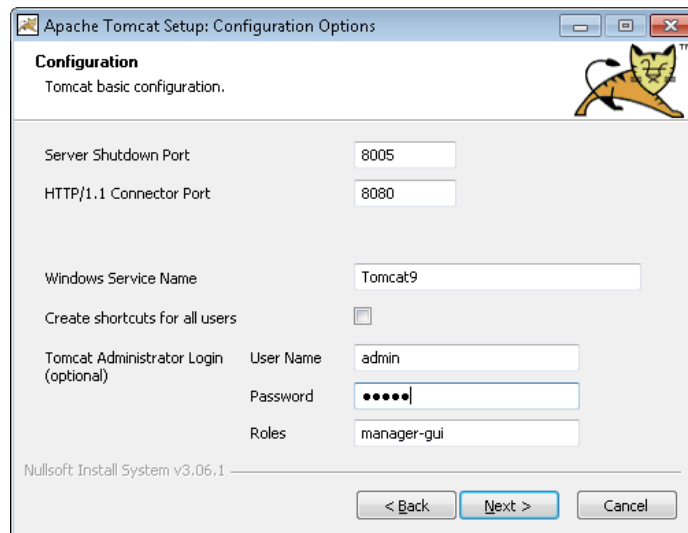 Apache Tomcat Setup: Configuration Options
Configuration
Tomcat basic configuration.
TM
Server Shutdown Port 8005
HTTP/1.1 Connector Port 8080
Windows Service Name Tomcat9
Create shortcuts for all users
Tomcat Administrator Login (optional) User Name admin
Password ●●●●●
Roles manager-gui
Nullsoft Install System v3.06.1
< Back Next > Cancel